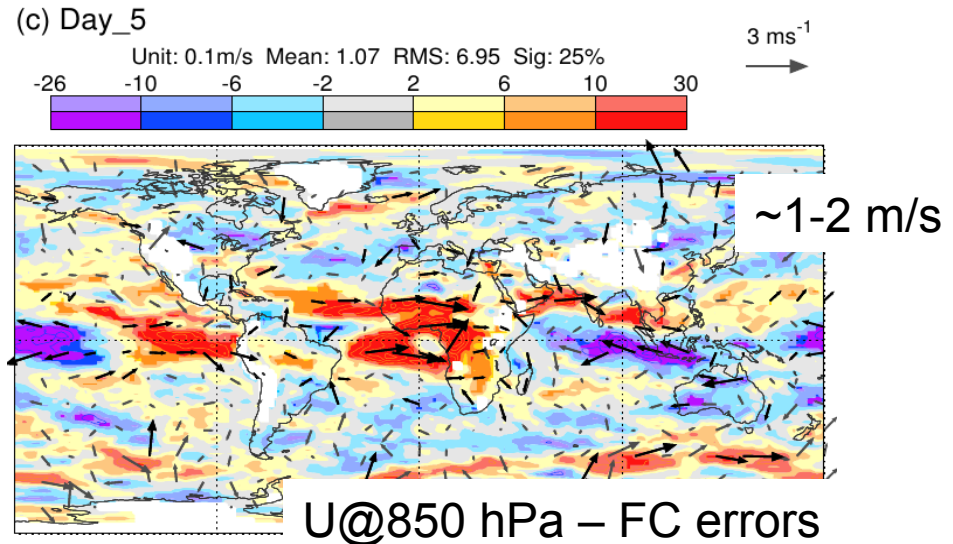 (c) Day_5
3 ms⁻¹
Unit: 0.1m/s Mean: 1.07 RMS: 6.95 Sig: 25%
-26 -10 -6 -2 2 6 10 30
~1-2 m/s
U@850 hPa – FC errors